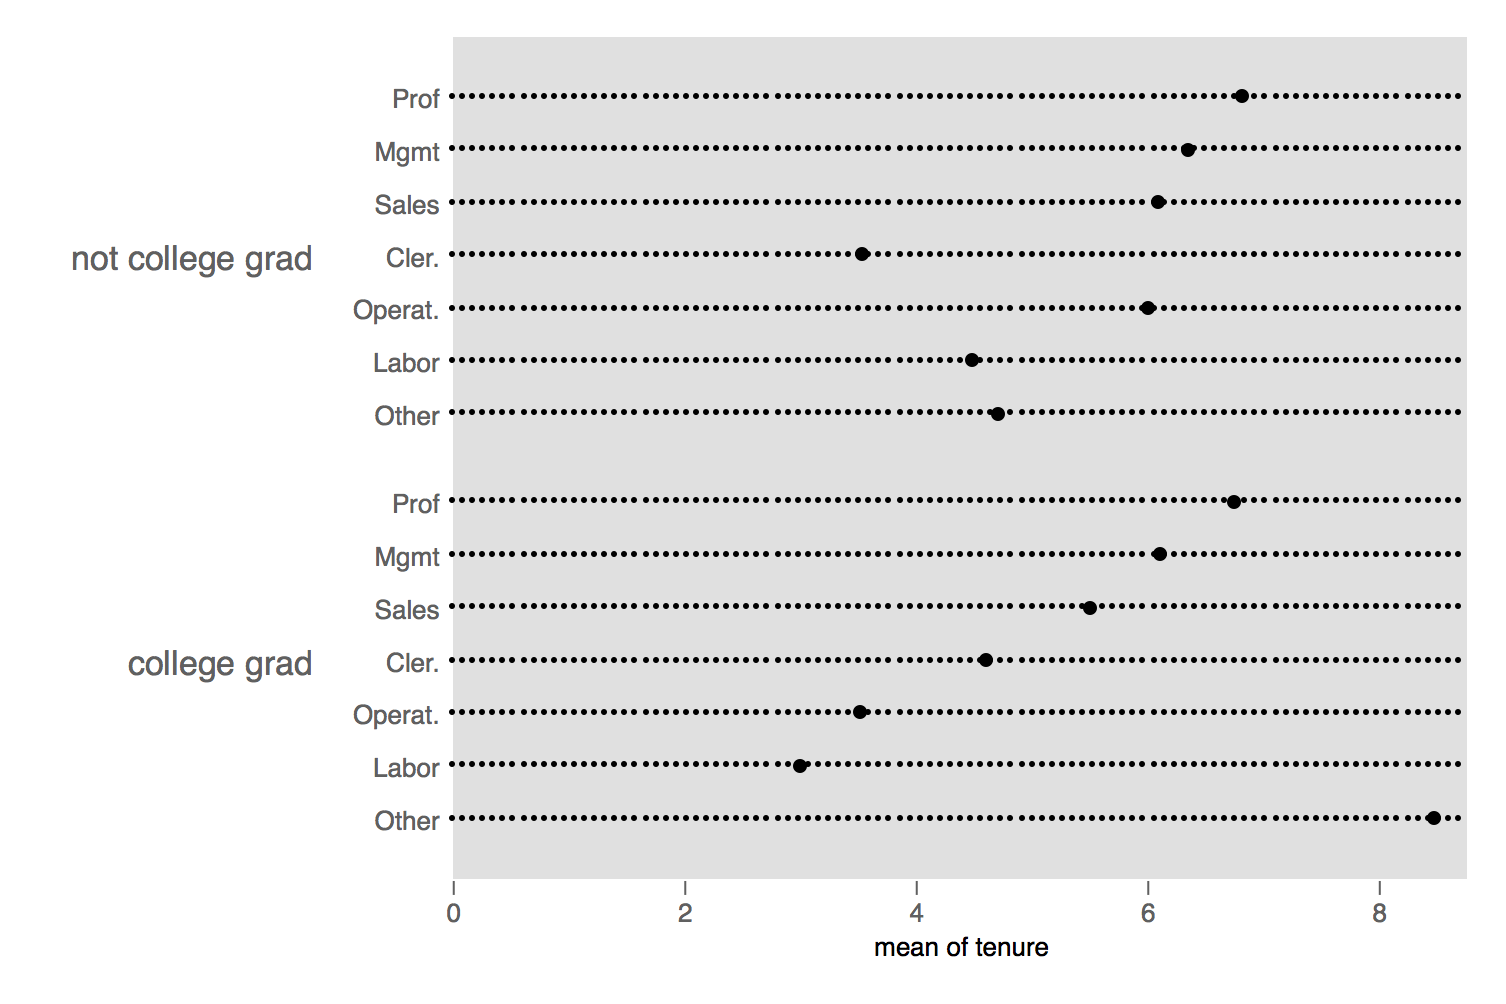 Prof
Mgmt
Sales
not college grad
Cler.
Operat.
Labor
Other
Prof
Mgmt
Sales
college grad
Cler.
Operat.
Labor
Other
0 2 4 6 8
mean of tenure